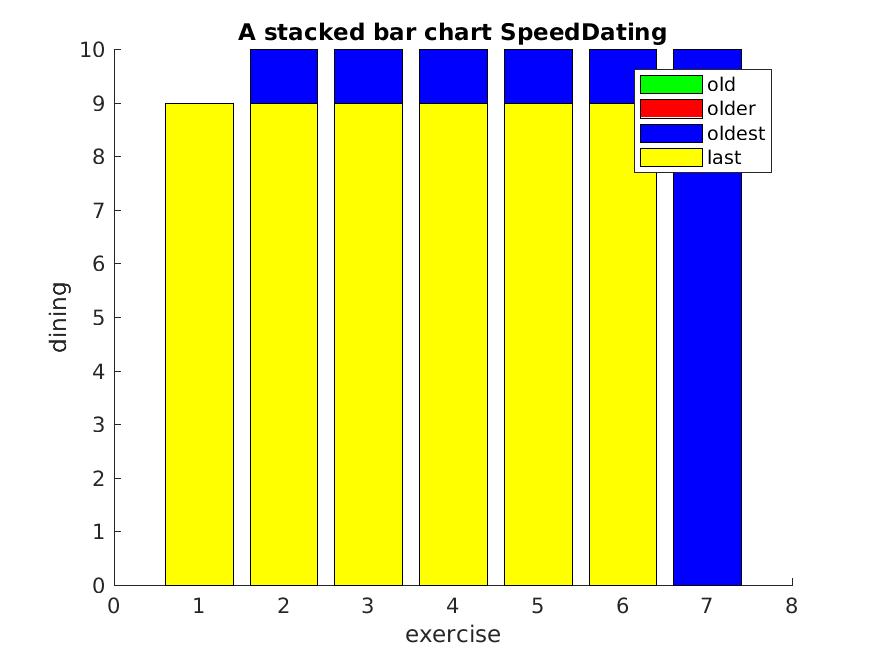 A stacked bar chart SpeedDating
10
9
8
7
6
5
4
3
2
1
0
dining
old
older
oldest
last
0 1 2 3 4 5 6 7 8
exercise